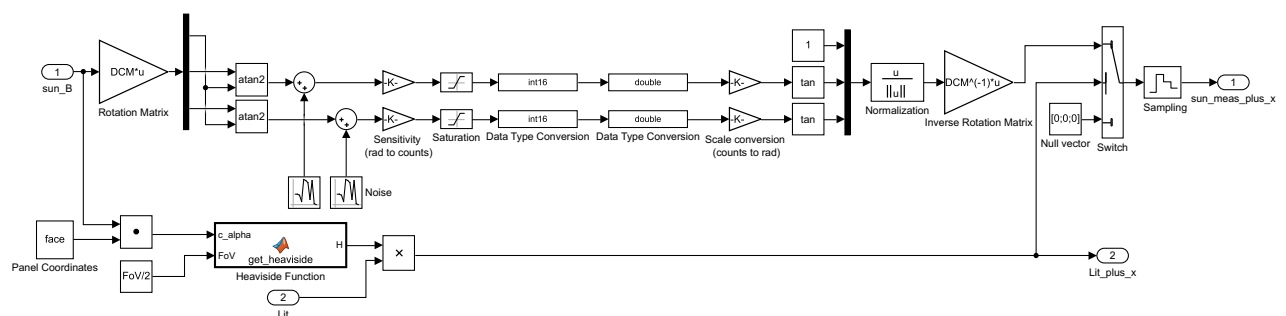 1
sun_B
DCM*u
Rotation Matrix
atan2
atan2
+
+
+
+
-K-
-K-
Sensitivity
(rad to counts)
Saturation
int16
int16
Data Type Conversion
double
double
Data Type Conversion
-K-
-K-
Scale conversion
(counts to rad)
1
tan
tan
u
||u||
Normalization
DCM^(-1)*u
Inverse Rotation Matrix
[0;0;0]
Null vector
Switch
Sampling
1
sun_meas_plus_x
Noise
face
Panel Coordinates
FoV/2
c_alpha
FoV
H
get_heaviside
Heaviside Function
2
Lit
×
2
Lit_plus_x